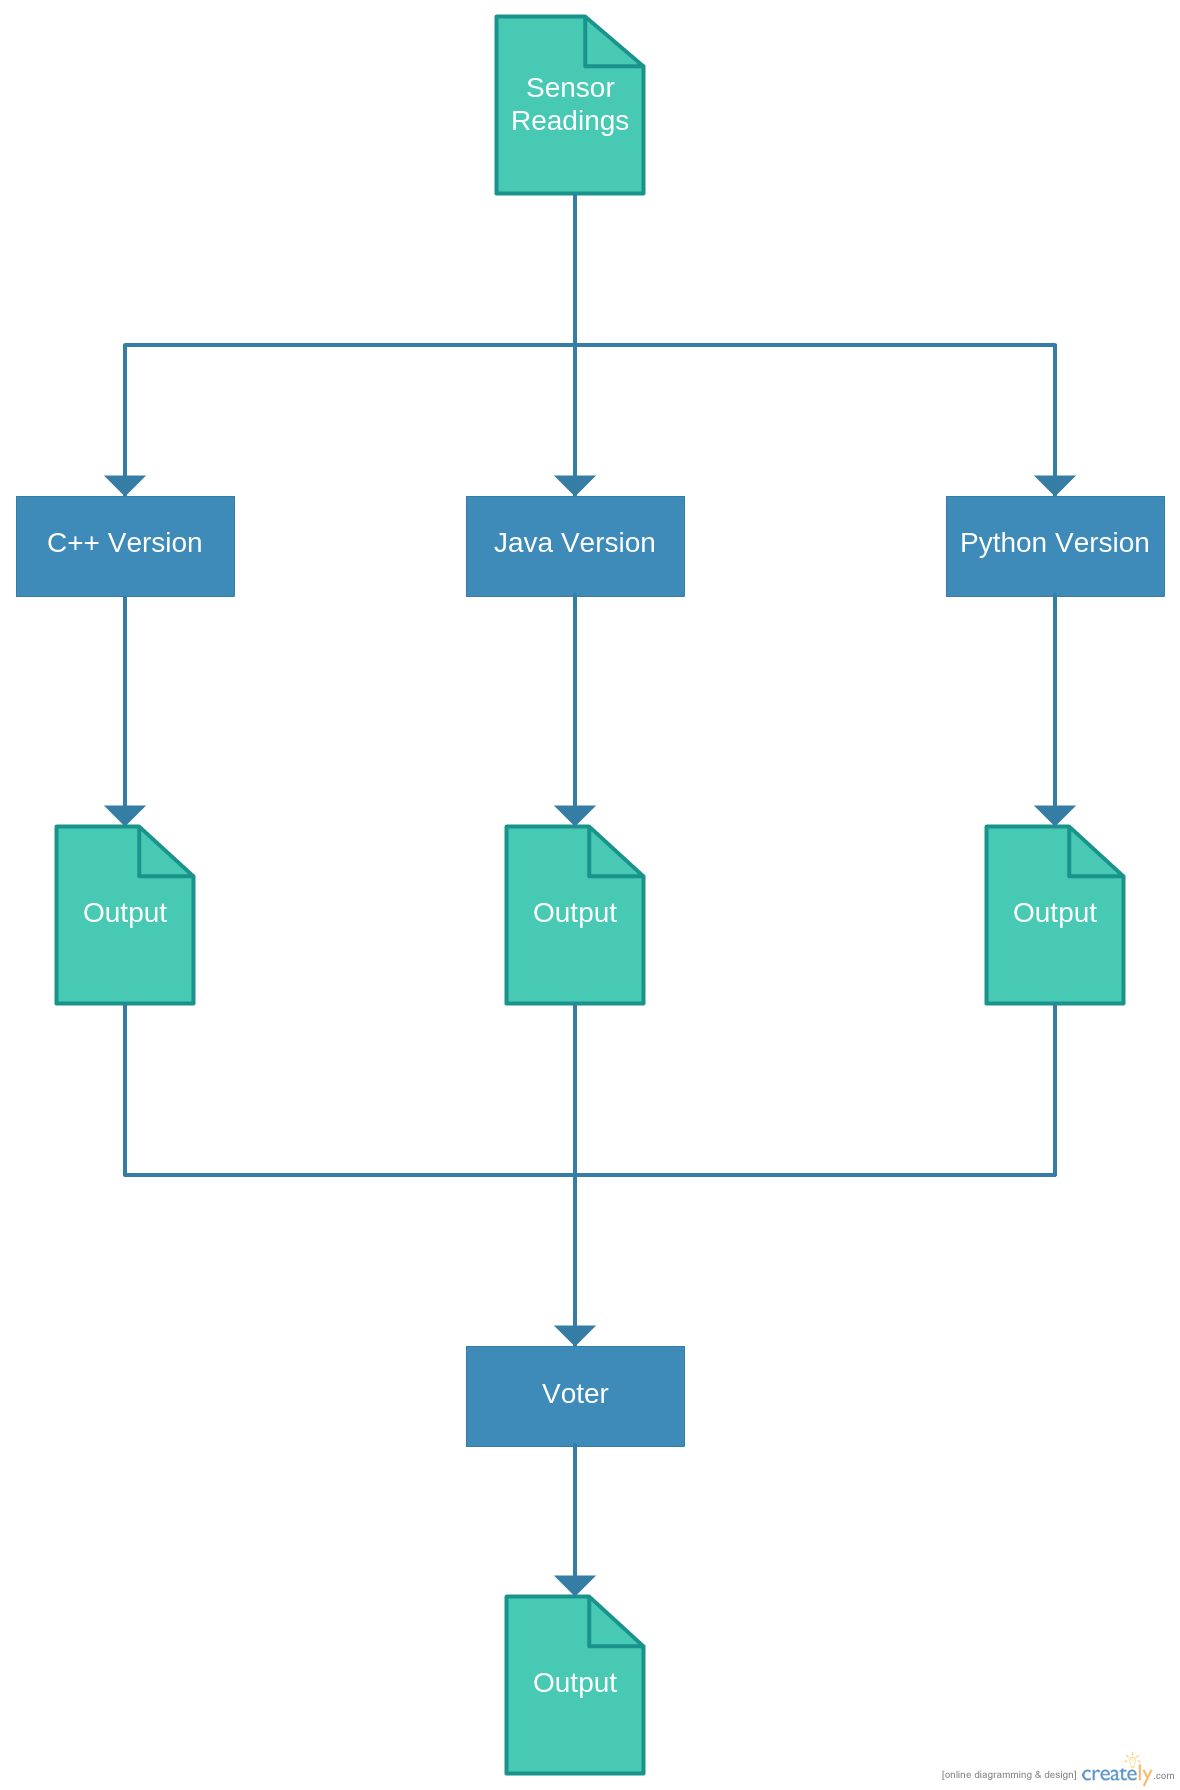 Sensor
Readings
C++ Version
Java Version
Python Version
Output
Output
Output
Voter
Output
[online diagramming & design] creately.com